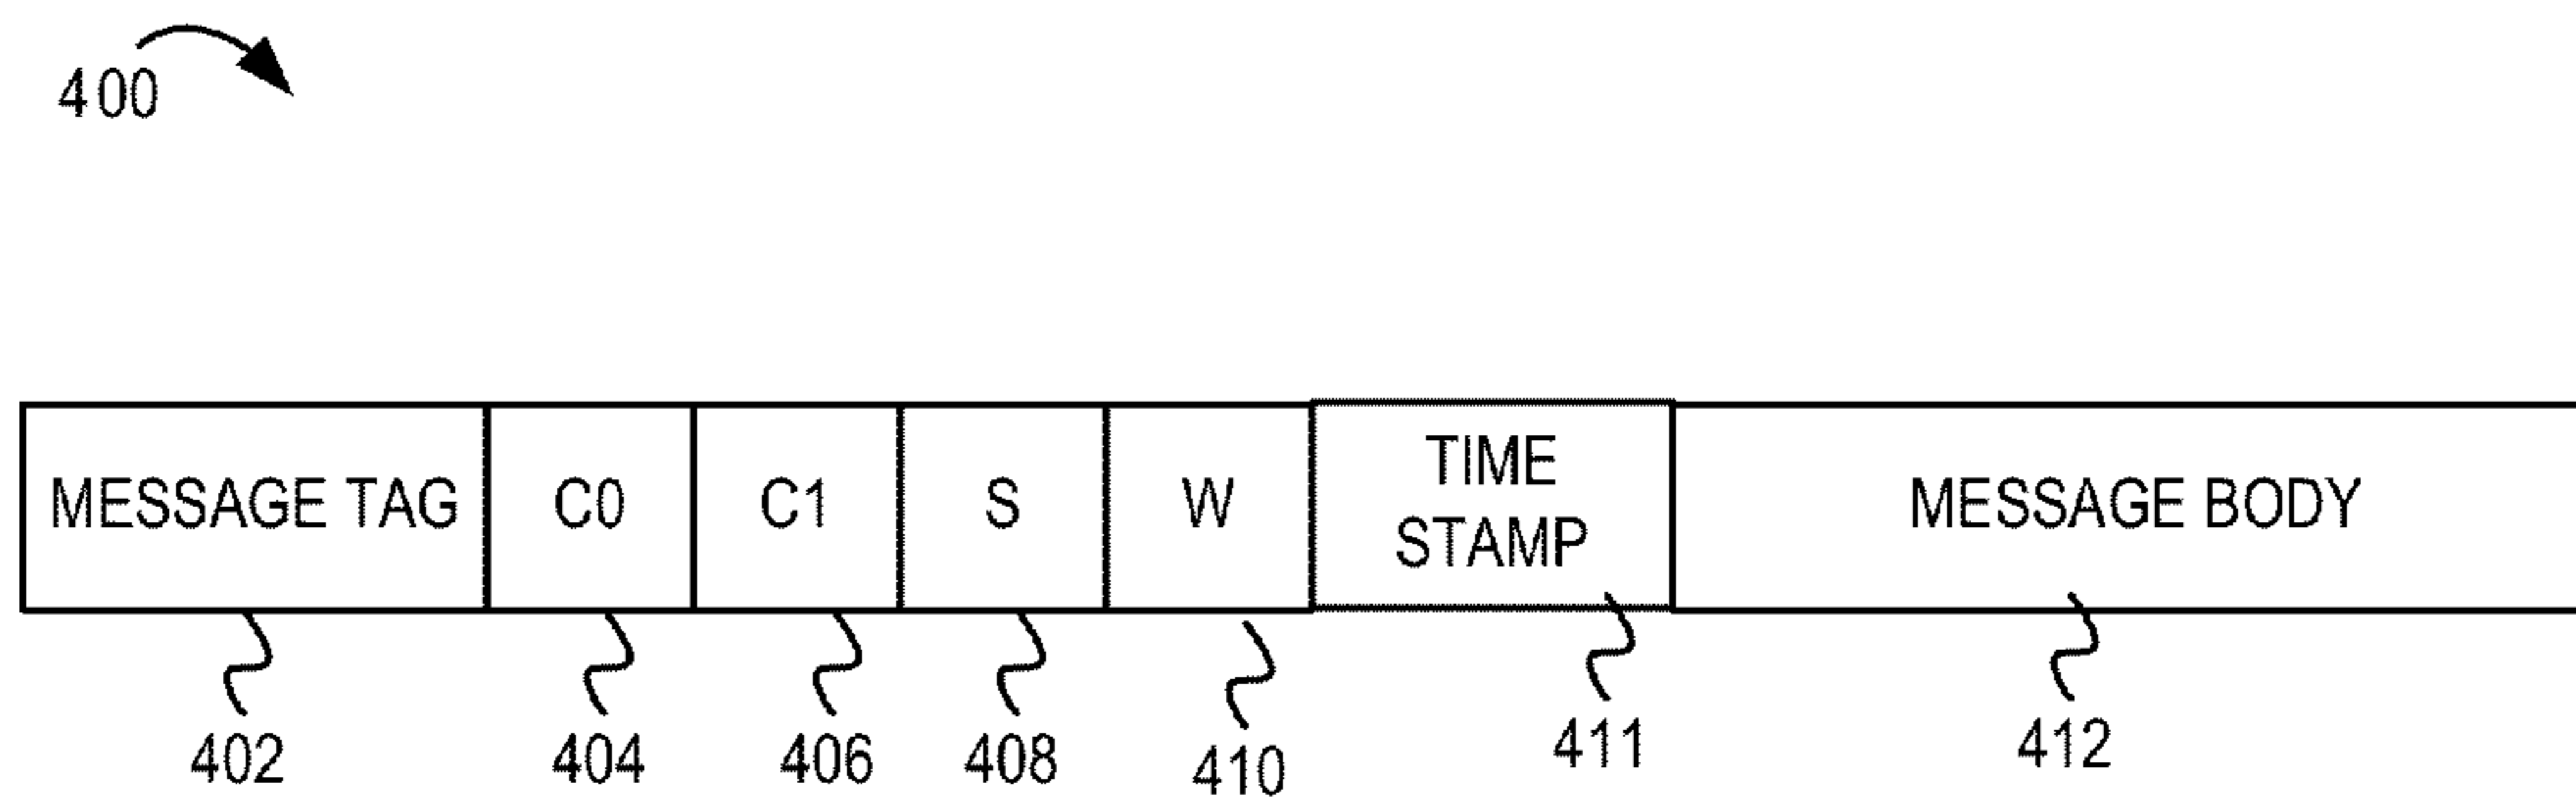 400
MESSAGE TAG
C0
C1
S
W
TIME
STAMP
MESSAGE BODY
402
404
406
408
410
411
412